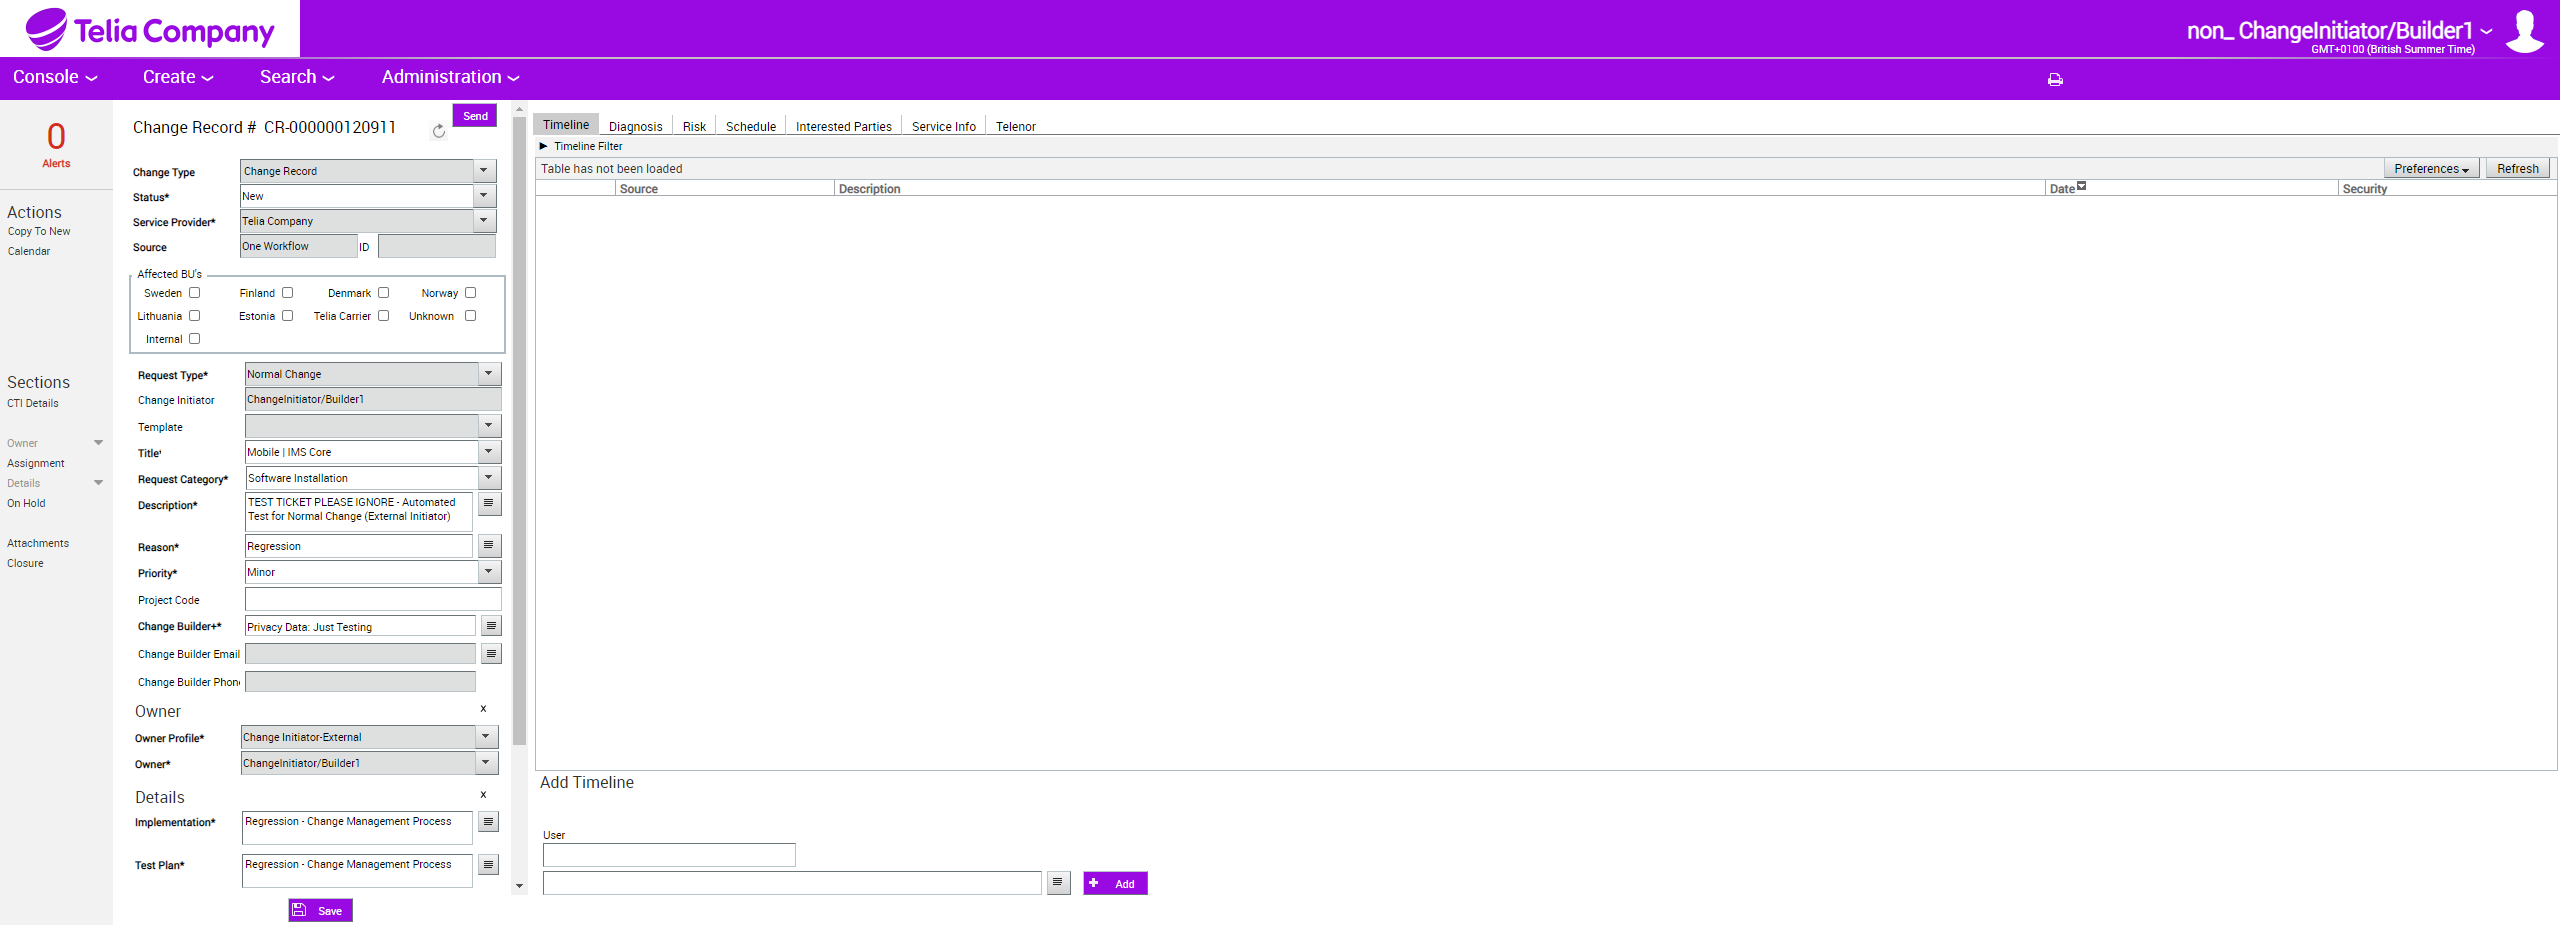 Telia Company
non_ ChangeInitiator/Builder1
GMT+0100 (British Summer Time)
Console
Create
Search
Administration
0
Alerts
Actions
Copy To New
Calendar
Sections
CTI Details
Owner
Assignment
Details
On Hold
Attachments
Closure
Change Record # CR-000000120911
Send
Change Type
Change Record
Status*
New
Service Provider*
Telia Company
Source
One Workflow
ID
Affected BU's
Sweden
Finland
Denmark
Norway
Lithuania
Estonia
Telia Carrier
Unknown
Internal
Request Type*
Normal Change
Change Initiator
ChangeInitiator/Builder1
Template
Title
Mobile | IMS Core
Request Category*
Software Installation
Description*
TEST TICKET PLEASE IGNORE - Automated
Test for Normal Change (External Initiator)
Reason*
Regression
Priority*
Minor
Project Code
Change Builder+*
Privacy Data: Just Testing
Change Builder Email
Change Builder Phon
Owner
x
Owner Profile*
Change Initiator-External
Owner*
ChangeInitiator/Builder1
Details
x
Implementation*
Regression - Change Management Process
Test Plan*
Regression - Change Management Process
Save
Timeline
Diagnosis
Risk
Schedule
Interested Parties
Service Info
Telenor
Timeline Filter
Table has not been loaded
Preferences
Refresh
Source
Description
Date
Security
Add Timeline
User
Add